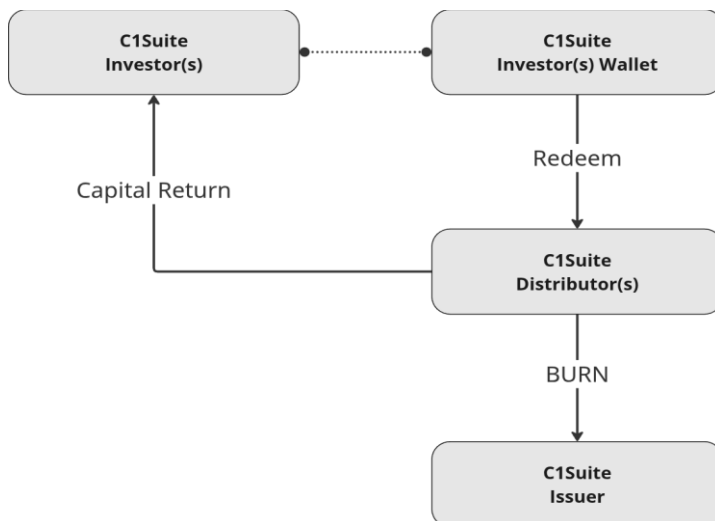 C1Suite
Investor(s)
C1Suite
Investor(s) Wallet
Redeem
Capital Return
C1Suite
Distributor(s)
BURN
C1Suite
Issuer